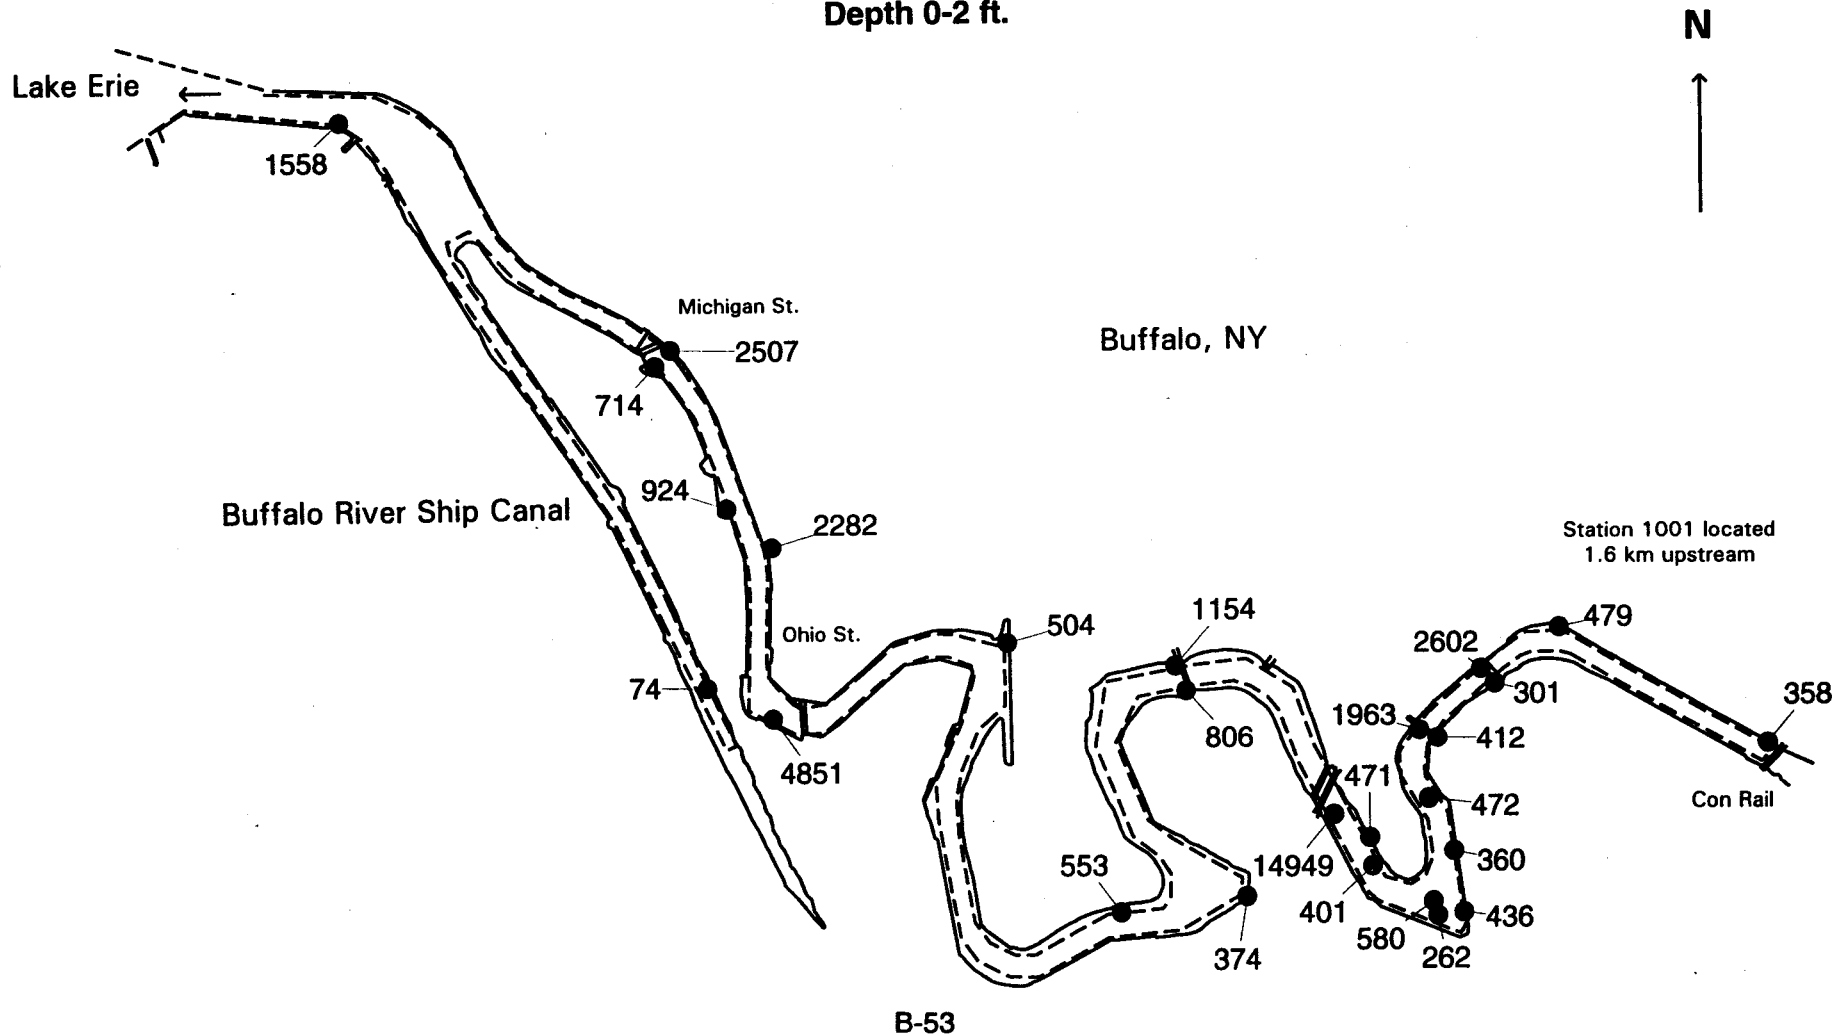 Depth 0-2 ft.
N
Lake Erie
1558
Michigan St.
2507
Buffalo, NY
714
924
Buffalo River Ship Canal
2282
Station 1001 located
1.6 km upstream
1154
479
504
Ohio St.
2602
74
301
358
1963
806
412
4851
471
Con Rail
472
553
14949
360
401
436
580
262
374
B-53